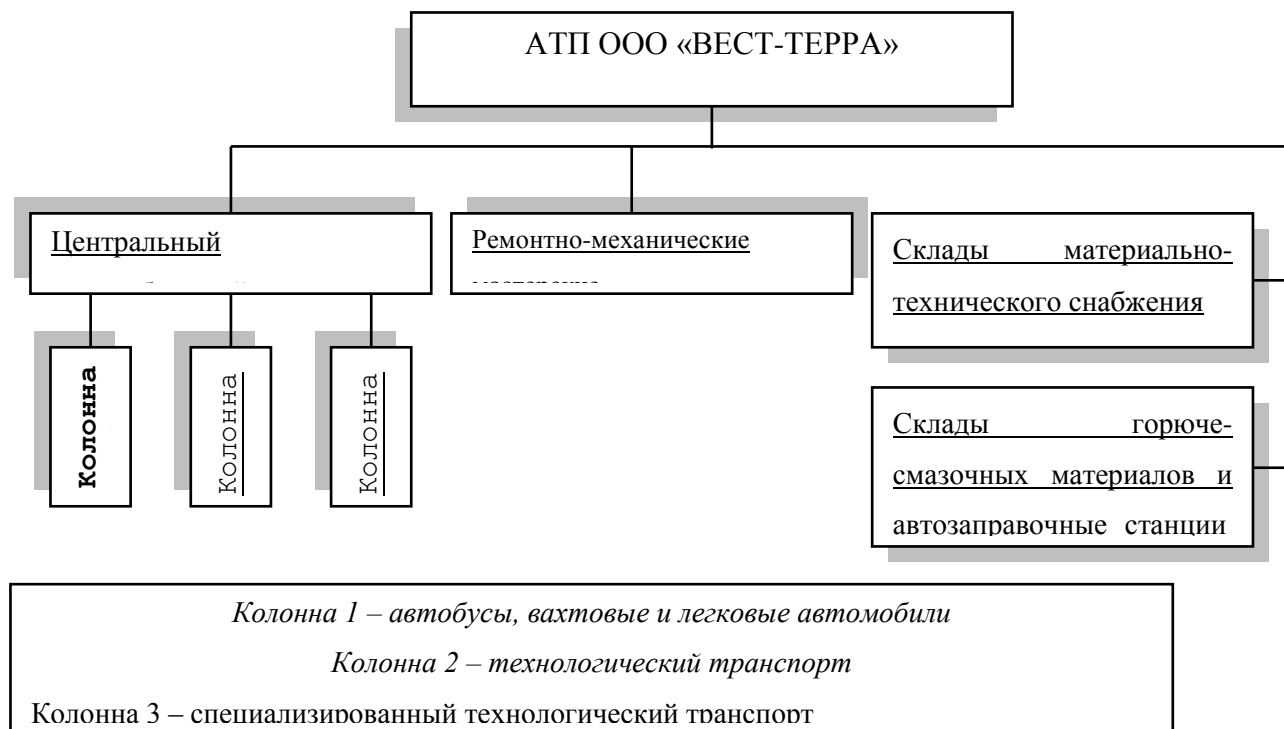 АТП ООО «ВЕСТ-ТЕРРА»
Центральный
Ремонтно-механические
Склады материально-
технического снабжения
Колонна
Колонна
Колонна
Склады горюче-
смазочных материалов и
автозаправочные станции
Колонна 1 – автобусы, вахтовые и легковые автомобили
Колонна 2 – технологический транспорт
Колонна 3 – специализированный технологический транспорт